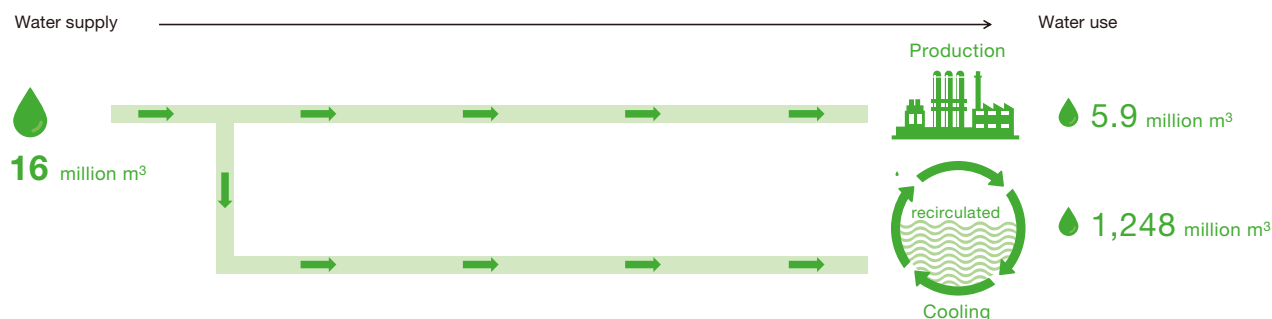 Water supply
Water use
Production
16 million m³
5.9 million m³
recirculated
1,248 million m³
Cooling